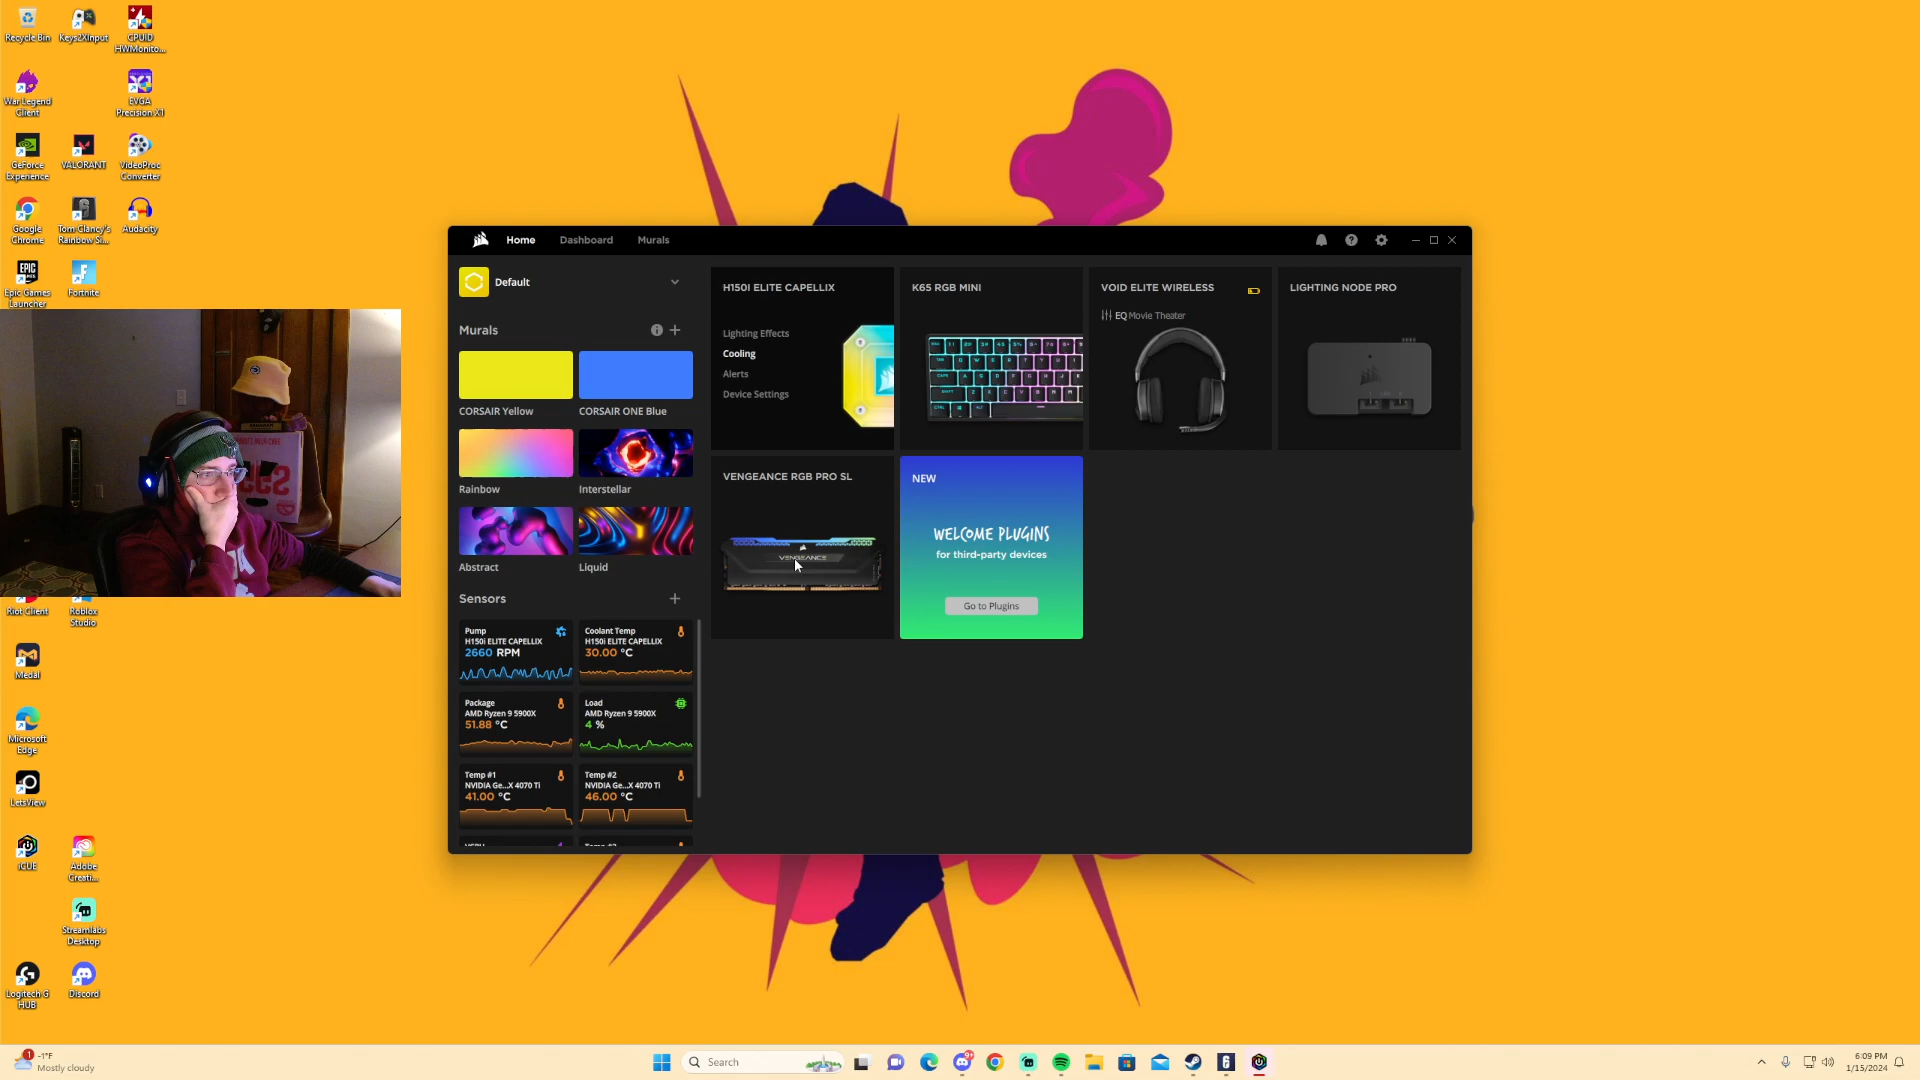 Recycle Bin
Keys2XInput
CPUID
HWMonito...
War Legend
Client
EVGA
Precision X1
GeForce
Experience
VALORANT
VideoProc
Converter
Google
Chrome
Tom Clancy's
Rainbow Si...
Audacity
EPIC
GAMES
Epic Games
Launcher
Fortnite
Riot Client
Roblox
Studio
Medal
Microsoft
Edge
LetsView
iCUE
Adobe
Creati...
Streamlabs
Desktop
Logitech G
HUB
Discord
Home
Dashboard
Murals
Default
Murals
CORSAIR Yellow
CORSAIR ONE Blue
Rainbow
Interstellar
Abstract
Liquid
Sensors
Pump
H150i ELITE CAPELLIX
2660 RPM
Coolant Temp
H150i ELITE CAPELLIX
30.00 °C
Package
AMD Ryzen 9 5900X
51.88 °C
Load
AMD Ryzen 9 5900X
4 %
Temp #1
NVIDIA Ge...X 4070 Ti
41.00 °C
Temp #2
NVIDIA Ge...X 4070 Ti
46.00 °C
H150I ELITE CAPELLIX
Lighting Effects
Cooling
Alerts
Device Settings
K65 RGB MINI
VOID ELITE WIRELESS
EQ Movie Theater
LIGHTING NODE PRO
VENGEANCE RGB PRO SL
VENGEANCE
NEW
WELCOME PLUGINS
for third-party devices
Go to Plugins
1
-1°F
Mostly cloudy
Search
9+
6:09 PM
1/15/2024